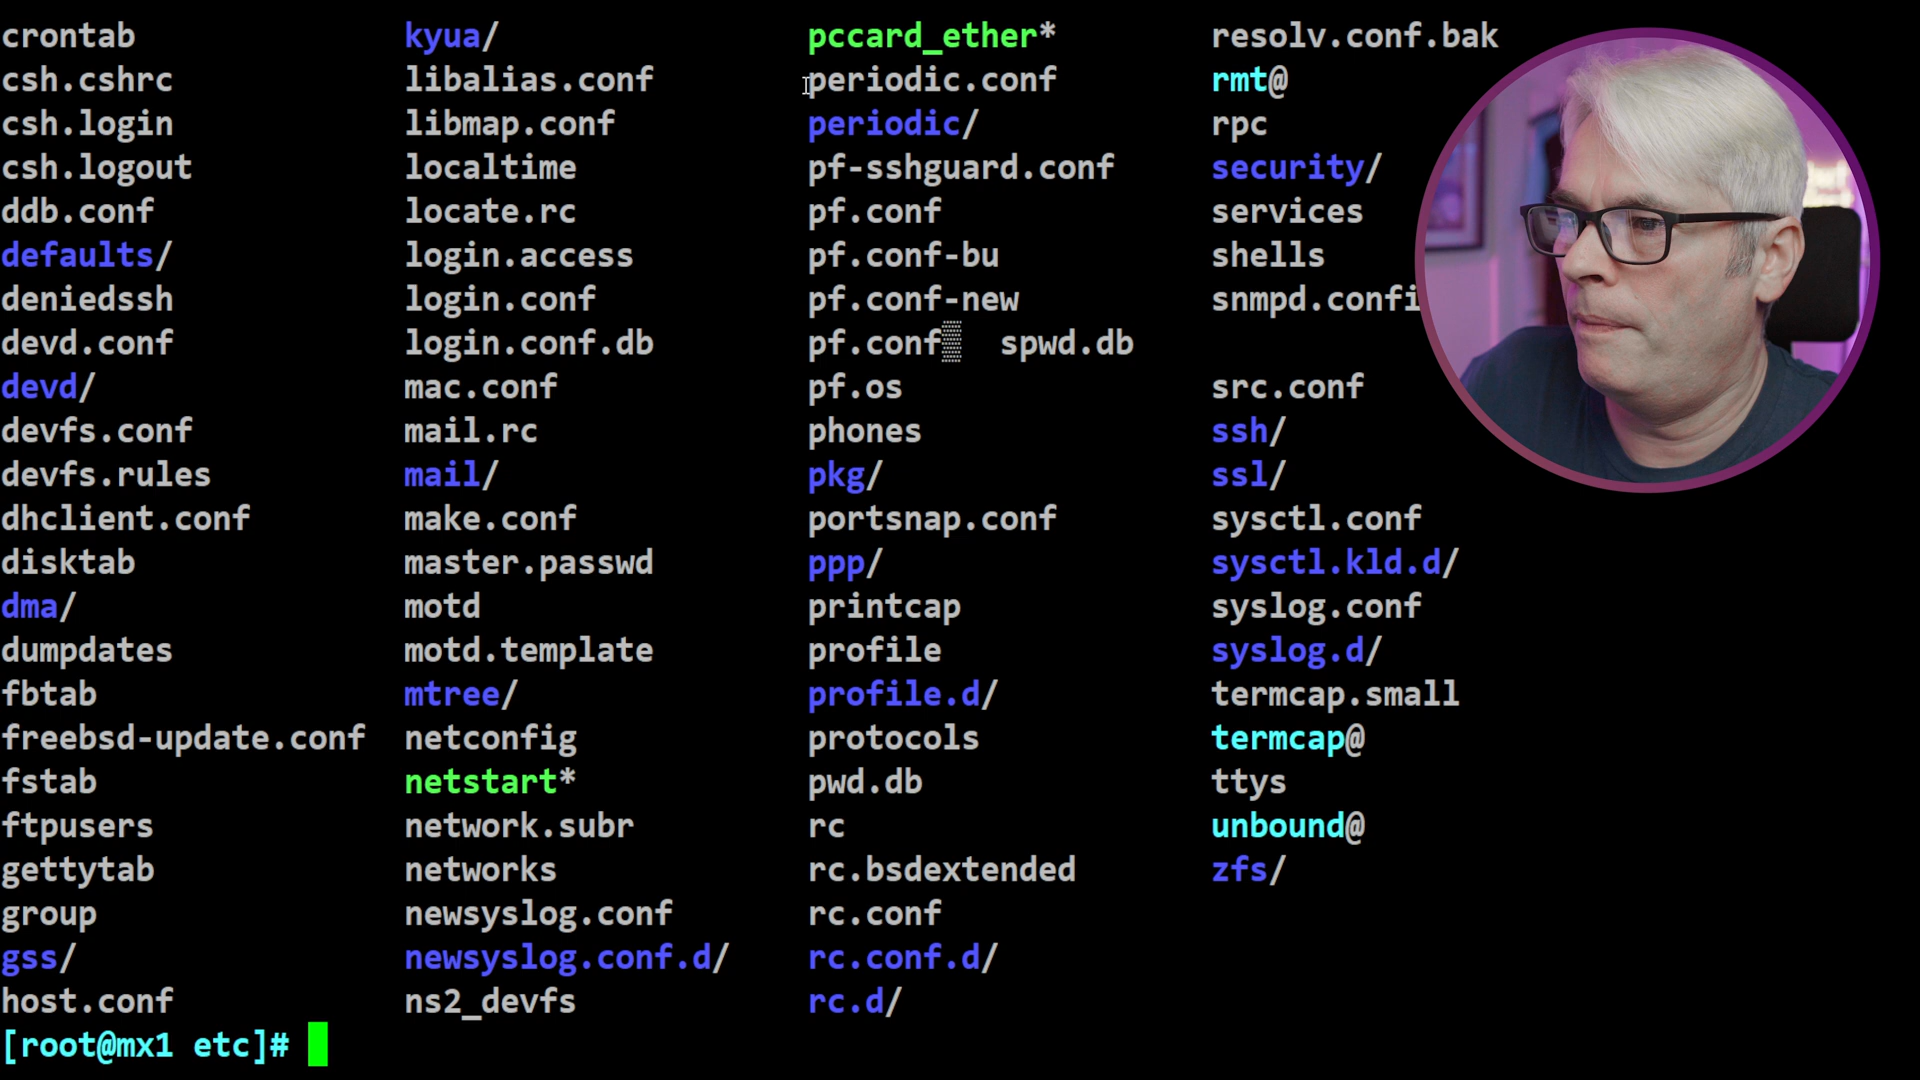 crontab kyua/ pccard_ether* resolv.conf.bak
csh.cshrc libalias.conf periodic.conf rmt@
csh.login libmap.conf periodic/ rpc
csh.logout localtime pf-sshguard.conf security/
ddb.conf locate.rc pf.conf services
defaults/ login.access pf.conf-bu shells
deniedssh login.conf pf.conf-new
devd.conf login.conf.db pf.conf▒ spwd.db
devd/ mac.conf pf.os src.conf
devfs.conf mail.rc phones ssh/
devfs.rules mail/ pkg/ ssl/
dhclient.conf make.conf portsnap.conf sysctl.conf
disktab master.passwd ppp/ sysctl.kld.d/
dma/ motd printcap syslog.conf
dumpdates motd.template profile syslog.d/
fbtab mtree/ profile.d/ termcap.small
freebsd-update.conf netconfig protocols termcap@
fstab netstart* pwd.db ttys
ftpusers network.subr rc unbound@
gettytab networks rc.bsdextended zfs/
group newsyslog.conf rc.conf
gss/ newsyslog.conf.d/ rc.conf.d/
host.conf ns2_devfs rc.d/
[root@mx1 etc]#